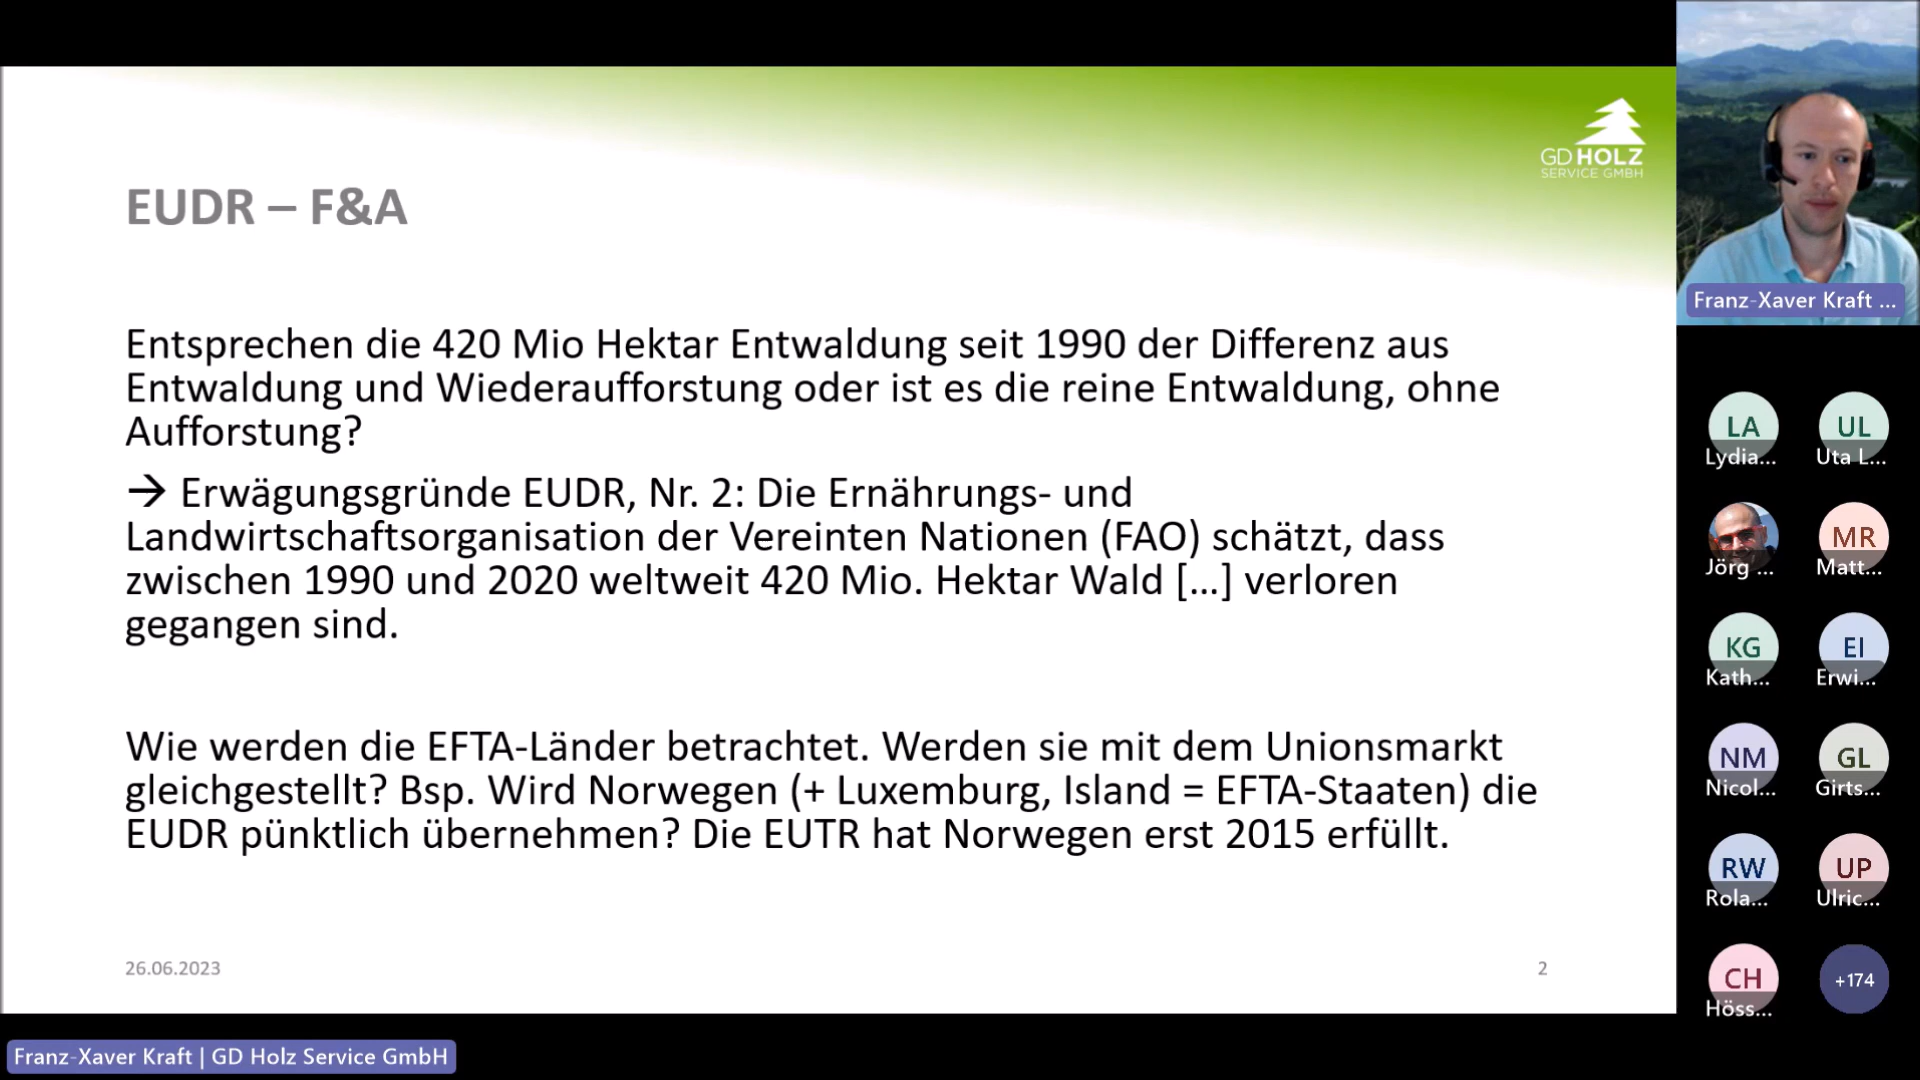 GD HOLZ
SERVICE GMBH
EUDR – F&A
Entsprechen die 420 Mio Hektar Entwaldung seit 1990 der Differenz aus
Entwaldung und Wiederaufforstung oder ist es die reine Entwaldung, ohne
Aufforstung?
→ Erwägungsgründe EUDR, Nr. 2: Die Ernährungs- und
Landwirtschaftsorganisation der Vereinten Nationen (FAO) schätzt, dass
zwischen 1990 und 2020 weltweit 420 Mio. Hektar Wald [...] verloren
gegangen sind.
Wie werden die EFTA-Länder betrachtet. Werden sie mit dem Unionsmarkt
gleichgestellt? Bsp. Wird Norwegen (+ Luxemburg, Island = EFTA-Staaten) die
EUDR pünktlich übernehmen? Die EUTR hat Norwegen erst 2015 erfüllt.
26.06.2023
2
Franz-Xaver Kraft | GD Holz Service GmbH
Franz-Xaver Kraft ...
LA
Lydia...
UL
Uta L...
Jörg ...
MR
Matt...
KG
Kath...
EI
Erwi...
NM
Nicol...
GL
Girts...
RW
Rola...
UP
Ulric...
CH
Höss...
+174